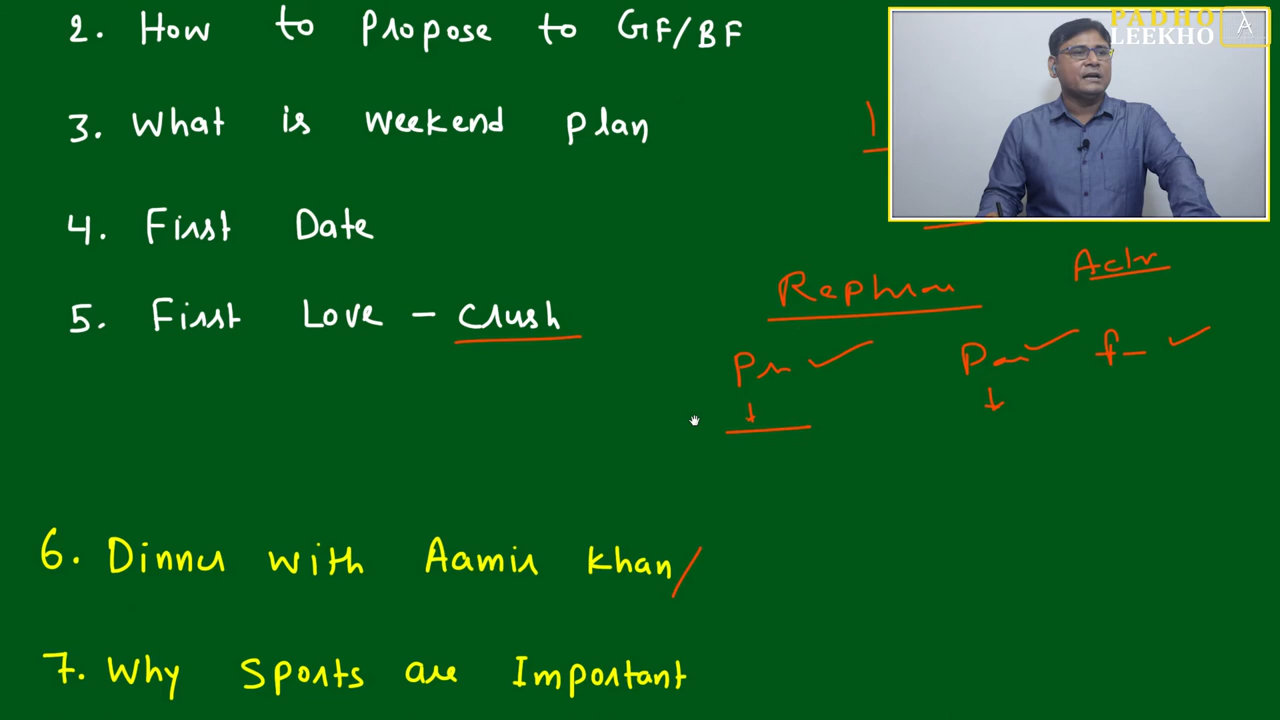 2. How to Propose to GF/BF
PADHO
LEEKHO
3. What is weekend plan
4. First Date
5. First Love - Crush
6. Dinner with Aamir Khan/
7. Why Sports are Important